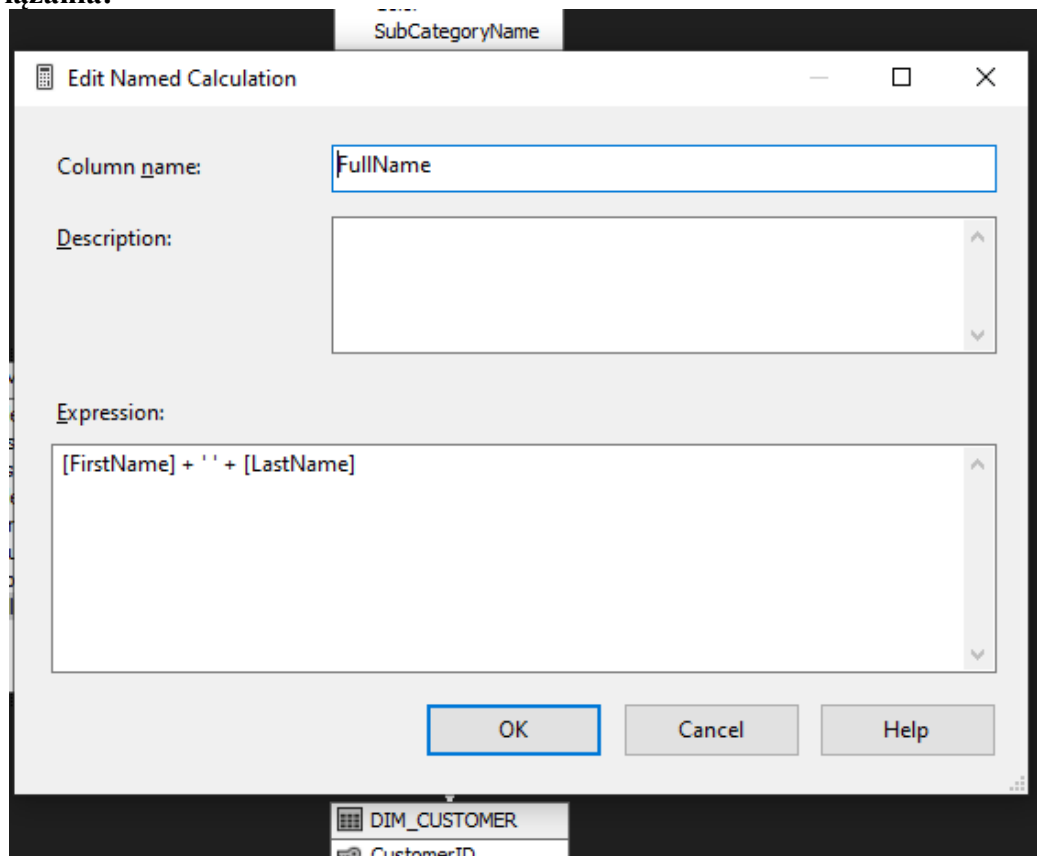 SubCategoryName
Edit Named Calculation
Column name:
FullName
Description:
Expression:
[FirstName] + ' ' + [LastName]
OK
Cancel
Help
DIM_CUSTOMER
CustomerID